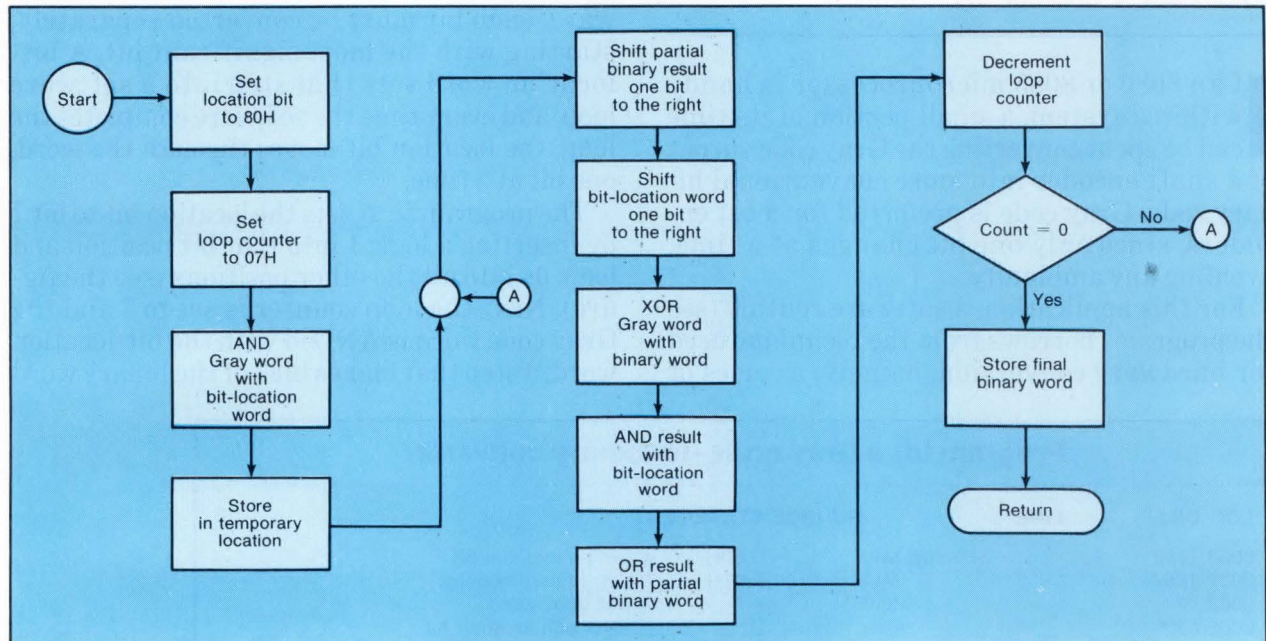 Start
Set
location bit
to 80H
Set
loop counter
to 07H
AND
Gray word
with
bit-location
word
Store
in temporary
location
A
Shift partial
binary result
one bit
to the right
Shift
bit-location word
one bit
to the right
XOR
Gray word
with
binary word
AND result
with
bit-location
word
OR result
with partial
binary word
Decrement
loop
counter
Count = 0
No
A
Yes
Store final
binary word
Return